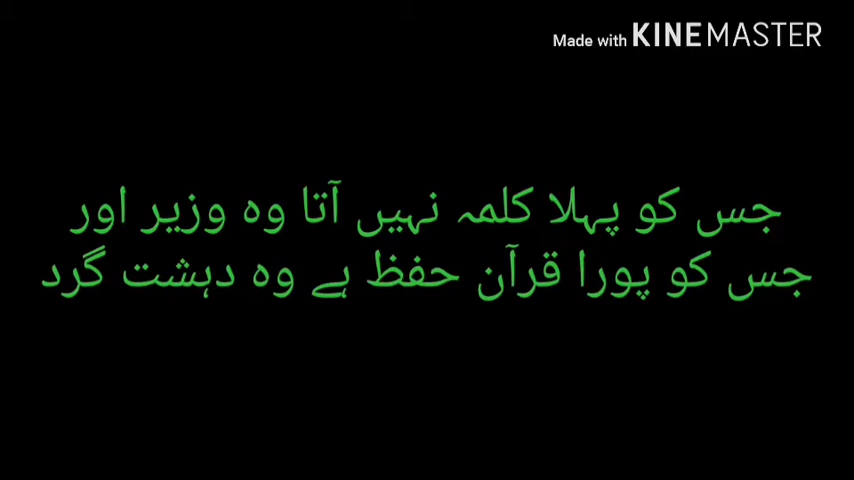 Made with KINEMASTER
جس کو پہلا کلمہ نہیں آتا وہ وزیر اور
جس کو پورا قرآن حفظ ہے وہ دہشت گرد